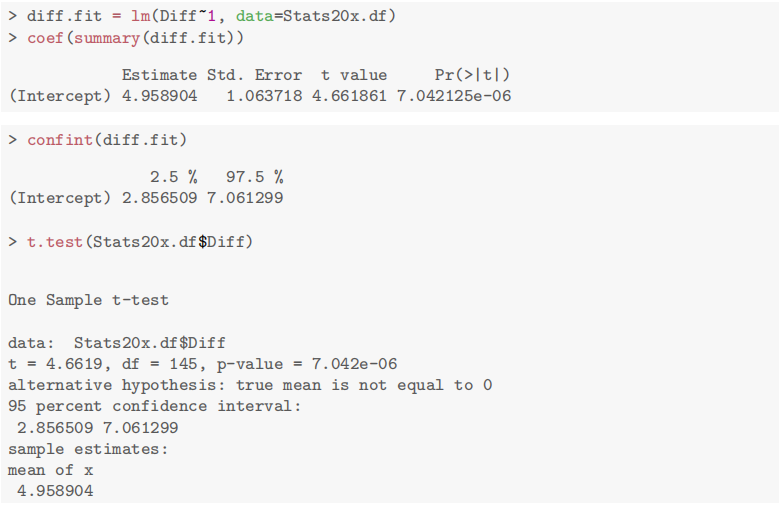 > diff.fit = lm(Diff~1, data=Stats20x.df)
> coef(summary(diff.fit))
Estimate Std. Error t value Pr(>|t|)
(Intercept) 4.958904 1.063718 4.661861 7.042125e-06
> confint(diff.fit)
2.5 % 97.5 %
(Intercept) 2.856509 7.061299
> t.test(Stats20x.df$Diff)
One Sample t-test
data: Stats20x.df$Diff
t = 4.6619, df = 145, p-value = 7.042e-06
alternative hypothesis: true mean is not equal to 0
95 percent confidence interval:
2.856509 7.061299
sample estimates:
mean of x
4.958904